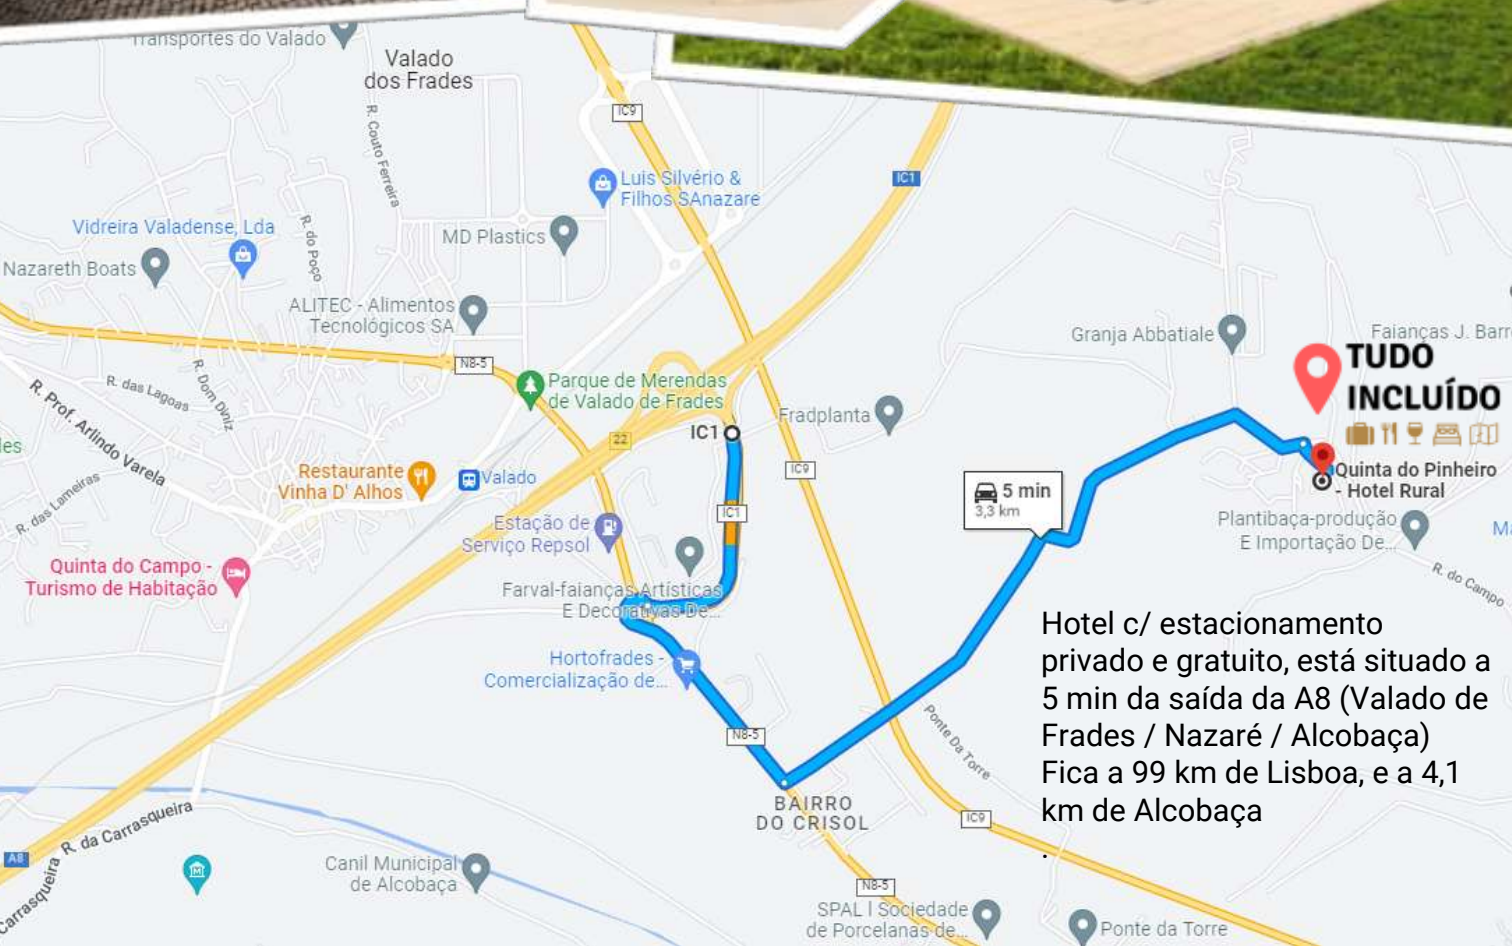 Transportes do Valado
Valado
dos Frades
IC9
R. Couto Ferreira
IC1
Luis Silvério &
Filhos SAnazare
Vidreira Valadense, Lda
R. do Poço
MD Plastics
Nazareth Boats
ALITEC - Alimentos
Tecnológicos SA
Granja Abbatiale
Faianças J. Barr
TUDO
INCLUÍDO
N8-5
R. das Lagoas
R. Dom Diniz
R. Prof. Arlindo Varela
Parque de Merendas
de Valado de Frades
Fradplanta
IC1
22
les
Restaurante
Vinha D' Alhos
Valado
IC9
Quinta do Pinheiro
- Hotel Rural
5 min
3,3 km
R. das Lameiras
IC1
Estação de
Serviço Repsol
Plantibaça-produção
E Importação De...
Ma
Quinta do Campo -
Turismo de Habitação
Farval-faianças Artísticas
E Decorativas De...
R. do Campo
Hotel c/ estacionamento
privado e gratuito, está situado a
5 min da saída da A8 (Valado de
Frades / Nazaré / Alcobaça)
Fica a 99 km de Lisboa, e a 4,1
km de Alcobaça
.
Hortofrades -
Comercialização de...
N8-5
Ponte Da Torre
BAIRRO
DO CRISOL
IC9
R. da Carrasqueira
A8
Carrasqueira
Canil Municipal
de Alcobaça
N8-5
SPAL | Sociedade
de Porcelanas de...
Ponte da Torre